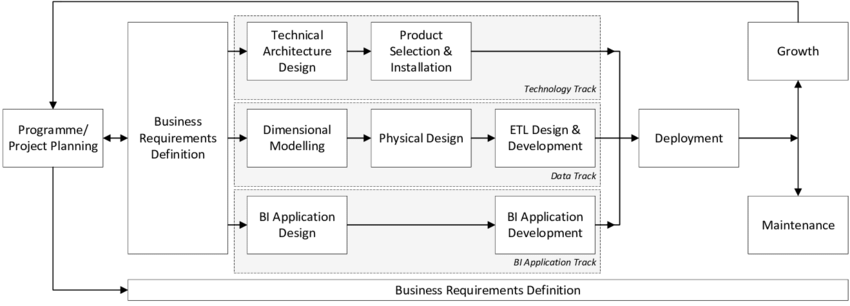 Programme/
Project Planning
Business
Requirements
Definition
Technical
Architecture
Design
Product
Selection &
Installation
Technology Track
Dimensional
Modelling
Physical Design
ETL Design &
Development
Data Track
BI Application
Design
BI Application
Development
BI Application Track
Deployment
Growth
Maintenance
Business Requirements Definition